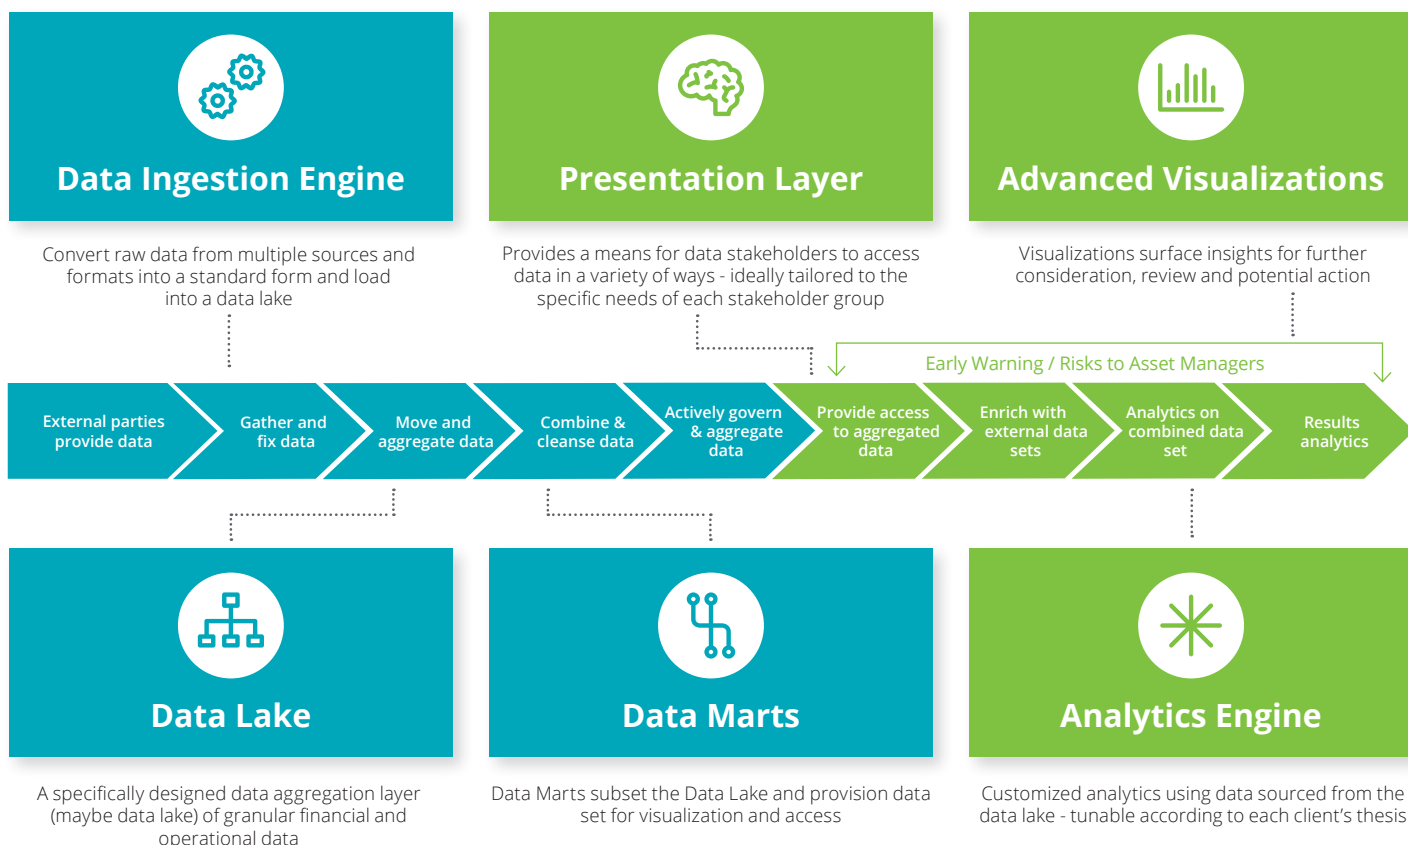 Data Ingestion Engine
Presentation Layer
Advanced Visualizations
Convert raw data from multiple sources and
formats into a standard form and load
into a data lake
Provides a means for data stakeholders to access
data in a variety of ways - ideally tailored to the
specific needs of each stakeholder group
Visualizations surface insights for further
consideration, review and potential action
Early Warning / Risks to Asset Managers
External parties
provide data
Gather and
fix data
Move and
aggregate data
Combine &
cleanse data
Actively govern
& aggregate
data
Provide access
to aggregated
data
Enrich with
external data
sets
Analytics on
combined data
set
Results
analytics
Data Lake
Data Marts
Analytics Engine
A specifically designed data aggregation layer
(maybe data lake) of granular financial and
operational data
Data Marts subset the Data Lake and provision data
set for visualization and access
Customized analytics using data sourced from the
data lake - tunable according to each client's thesis